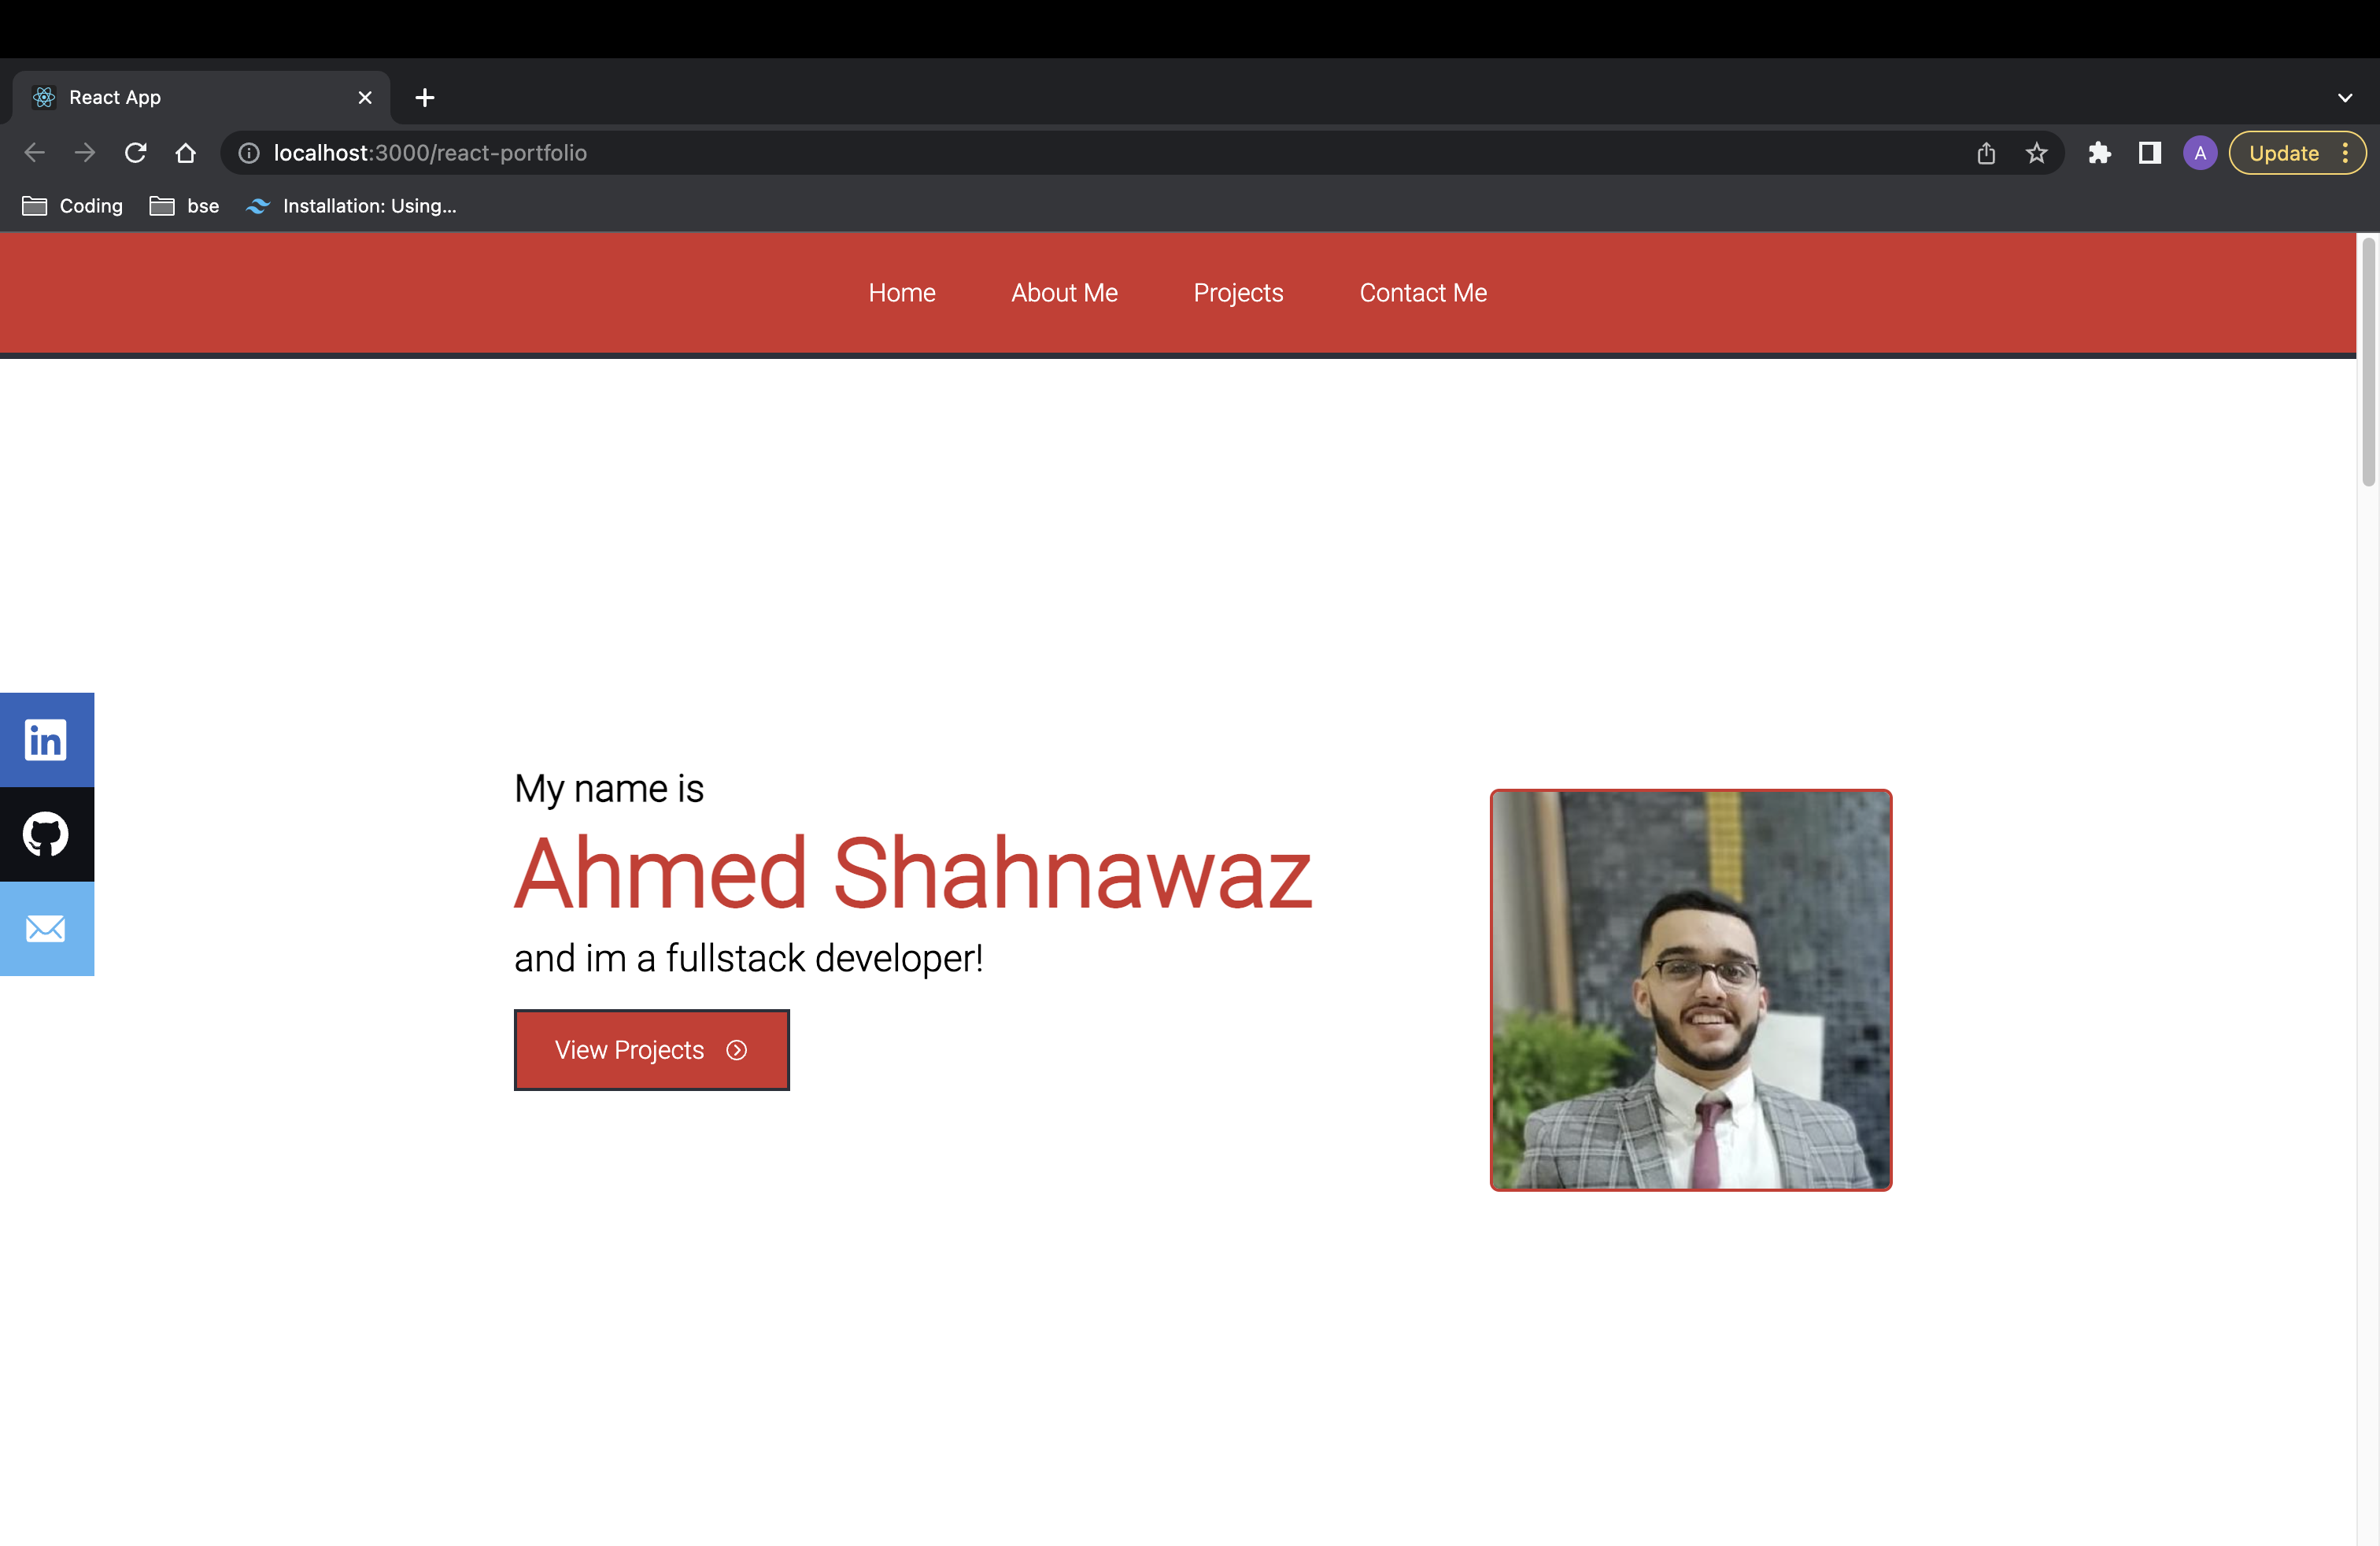 React App
localhost:3000/react-portfolio
A
Update
Coding
bse
Installation: Using...
Home
About Me
Projects
Contact Me
in
My name is
Ahmed Shahnawaz
and im a fullstack developer!
View Projects